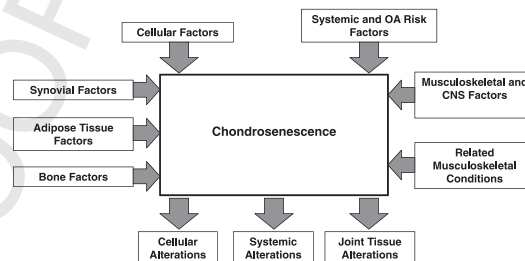 Cellular Factors
Systemic and OA Risk
Factors
Synovial Factors
Adipose Tissue
Factors
Bone Factors
Chondrosenescence
Musculoskeletal and
CNS Factors
Related
Musculoskeletal
Conditions
Cellular
Alterations
Systemic
Alterations
Joint Tissue
Alterations